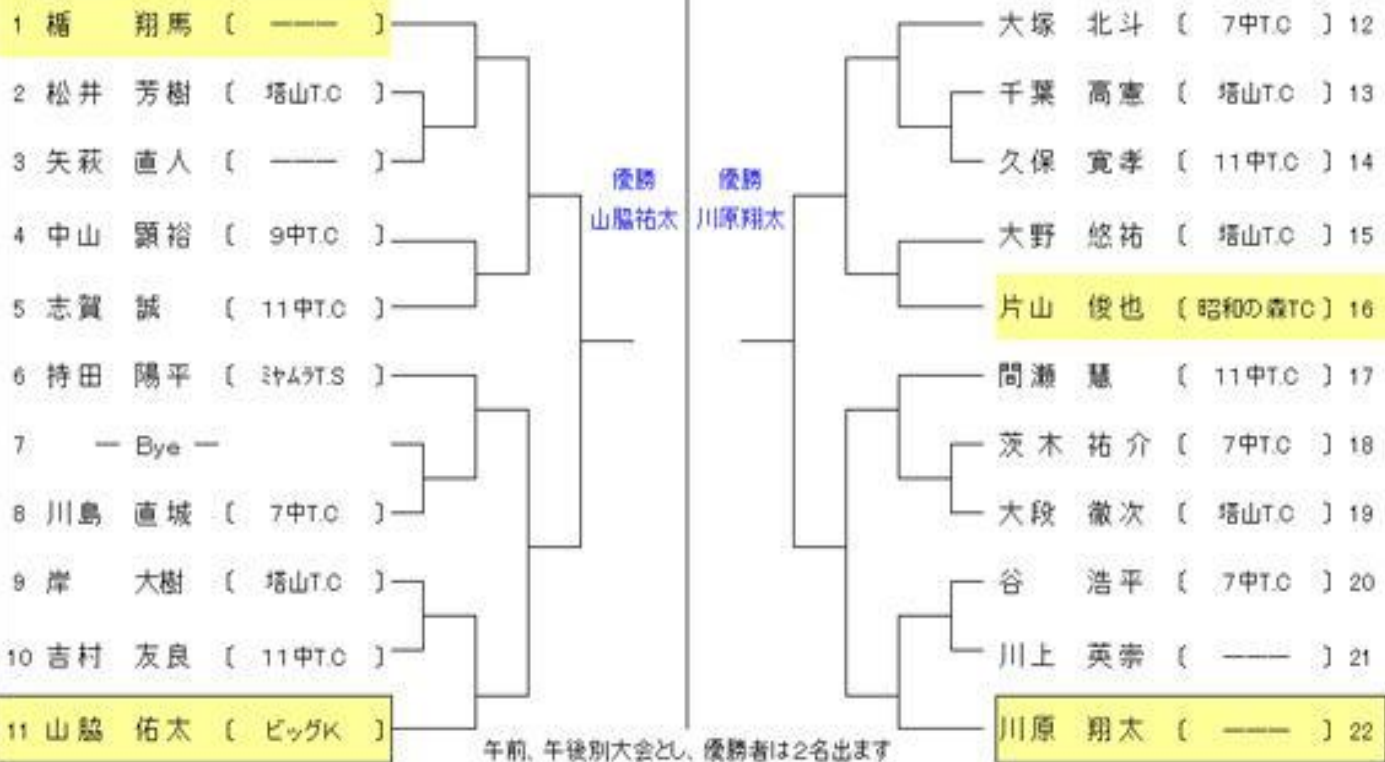 1 楯 翔馬 〔 ――― 〕
2 松井 芳樹 〔 塔山T.C 〕
3 矢萩 直人 〔 ――― 〕
4 中山 顕裕 〔 9中T.C 〕
5 志賀 誠 〔 11中T.C 〕
6 持田 陽平 〔 ミヤムラT.S 〕
7 ― Bye ―
8 川島 直城 〔 7中T.C 〕
9 岸 大樹 〔 塔山T.C 〕
10 吉村 友良 〔 11中T.C 〕
11 山脇 佑太 〔 ビッグK 〕
優勝
山脇祐太
優勝
川原翔太
大塚 北斗 〔 7中T.C 〕 12
千葉 高憲 〔 塔山T.C 〕 13
久保 寛孝 〔 11中T.C 〕 14
大野 悠祐 〔 塔山T.C 〕 15
片山 俊也 〔 昭和の森TC 〕 16
間瀬 慧 〔 11中T.C 〕 17
茨木 祐介 〔 7中T.C 〕 18
大段 徹次 〔 塔山T.C 〕 19
谷 浩平 〔 7中T.C 〕 20
川上 英崇 〔 ――― 〕 21
川原 翔太 〔 ――― 〕 22
午前、午後別大会とし、優勝者は2名出ます